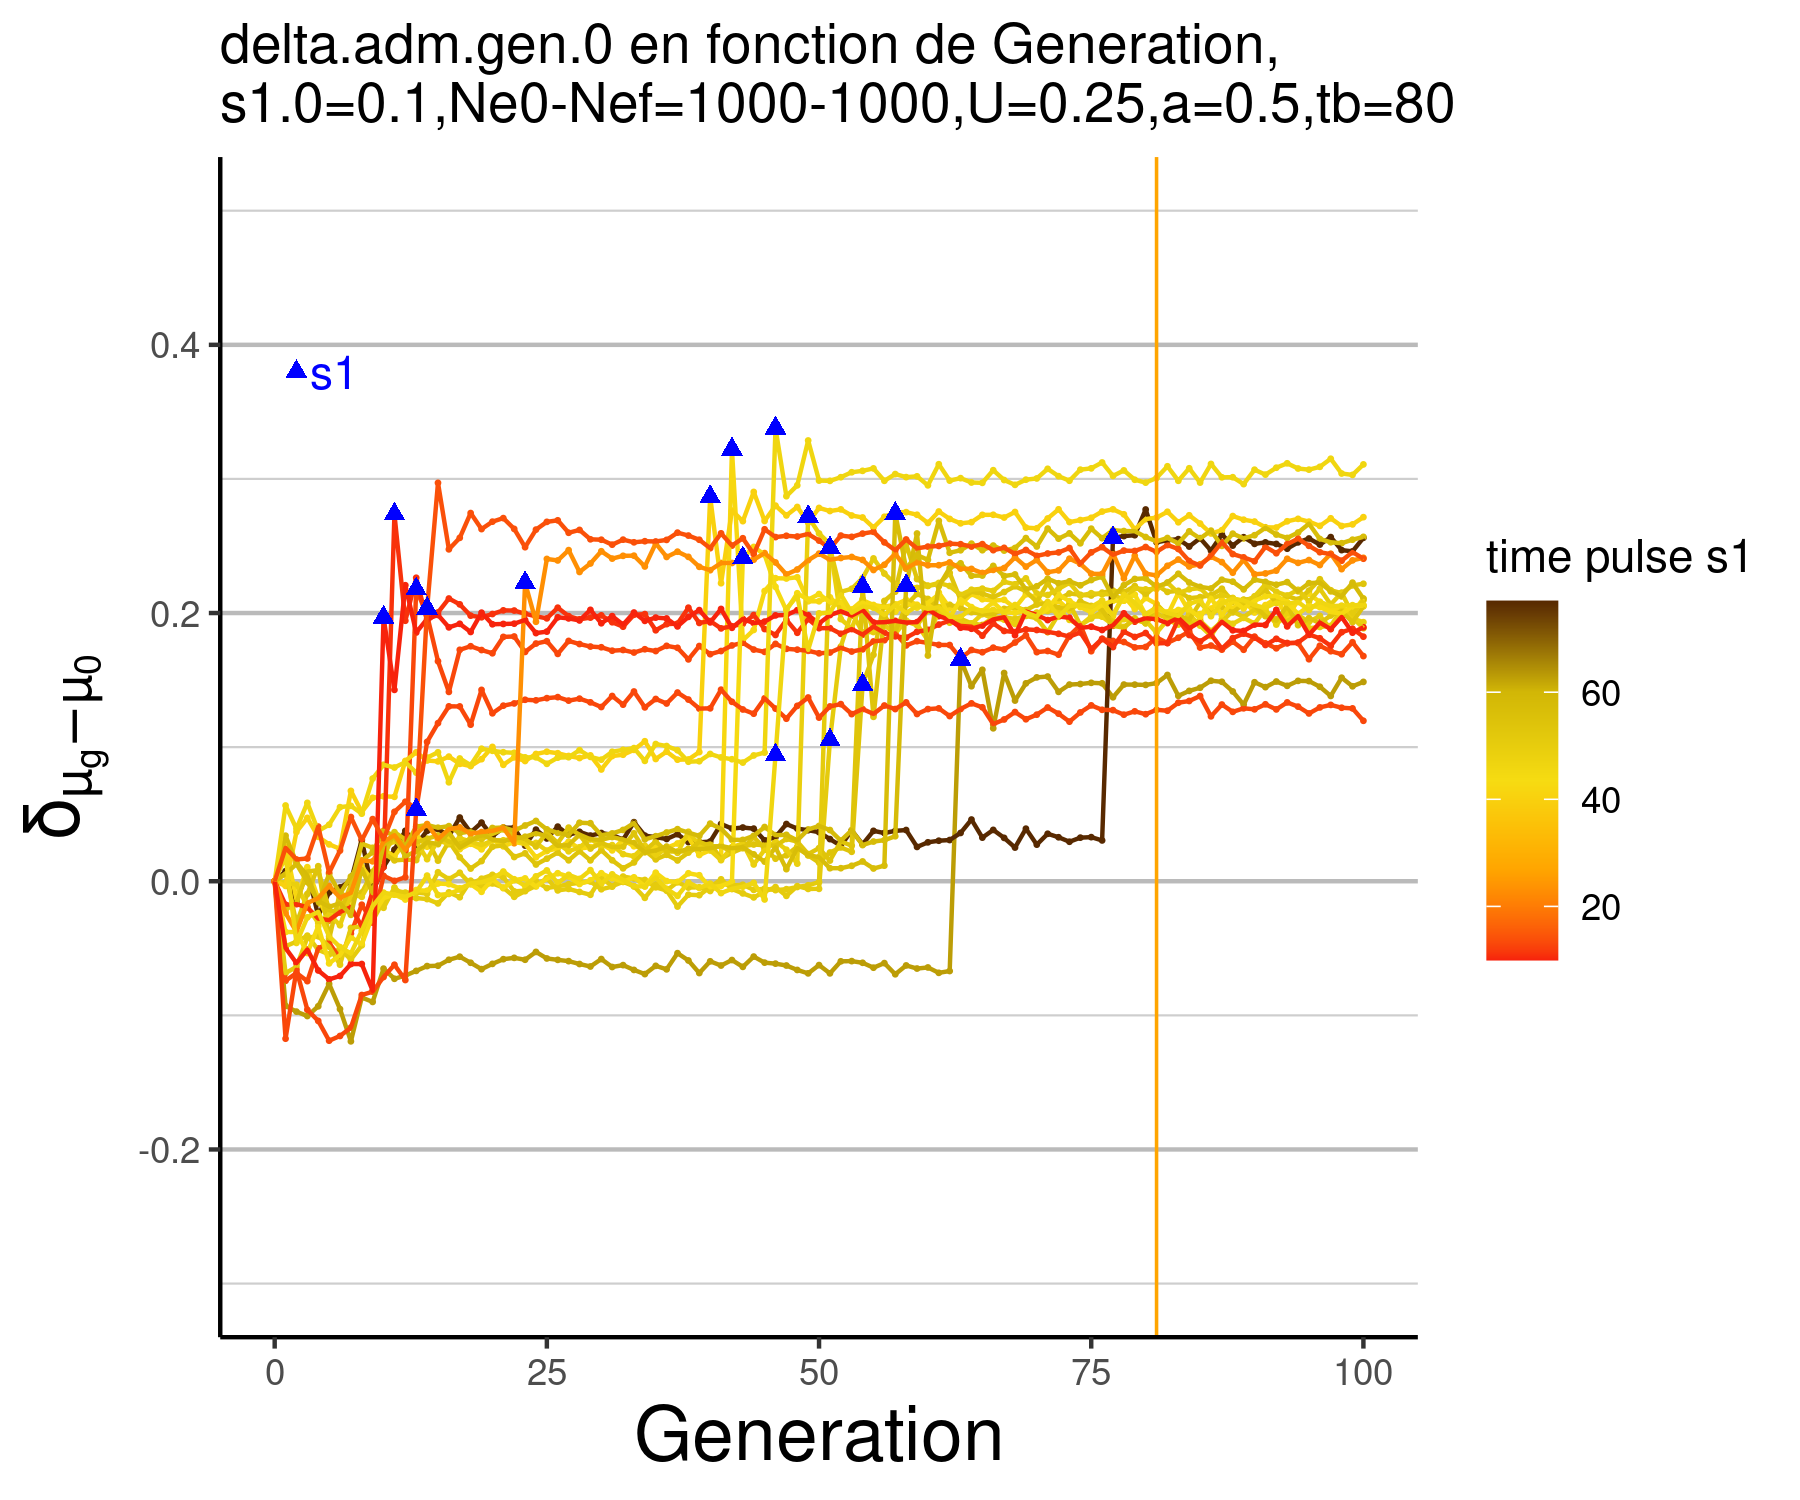 delta.adm.gen.0 en fonction de Generation,
s1.0=0.1,Ne0-Nef=1000-1000,U=0.25,a=0.5,tb=80
δμg−μ0
0.4
0.2
0.0
-0.2
s1
0 25 50 75 100
Generation
time pulse s1
60
40
20